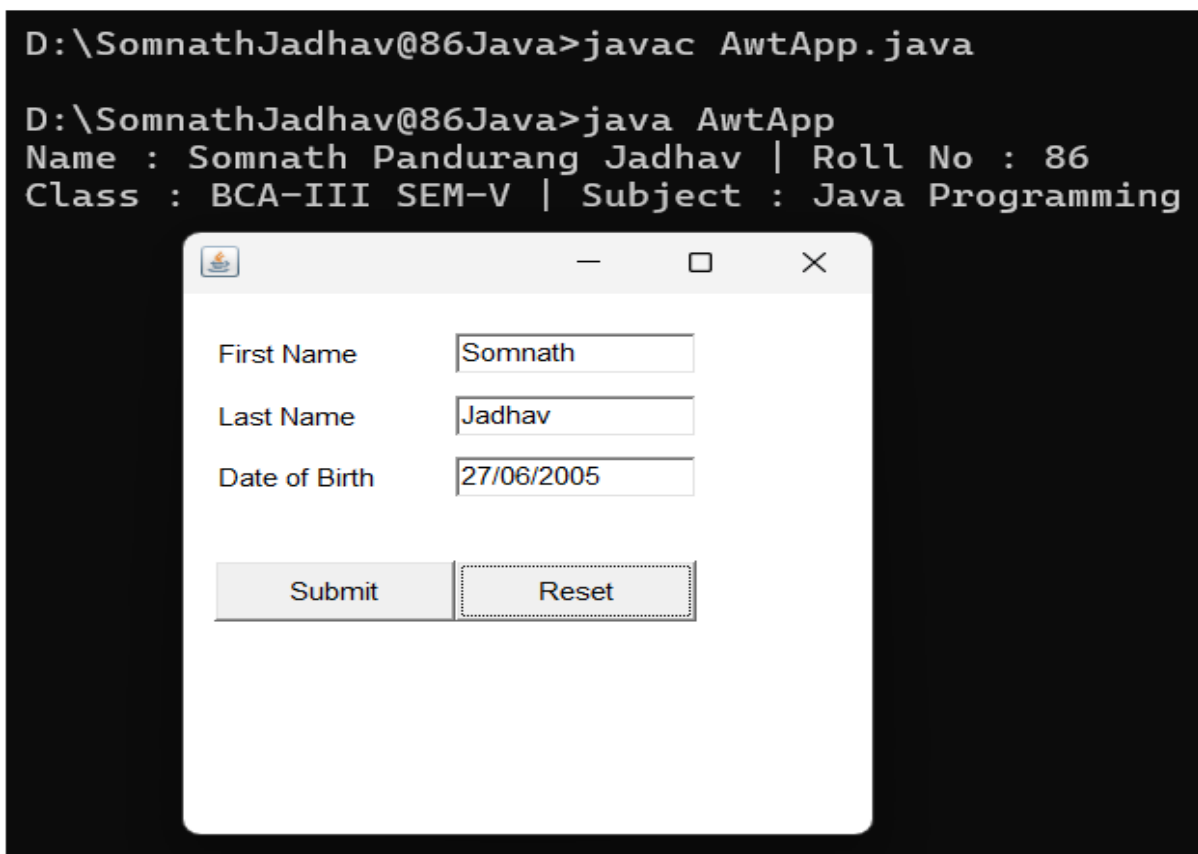 D:\SomnathJadhav@86Java>javac AwtApp.java
D:\SomnathJadhav@86Java>java AwtApp
Name : Somnath Pandurang Jadhav | Roll No : 86
Class : BCA-III SEM-V | Subject : Java Programming
First Name Somnath
Last Name Jadhav
Date of Birth 27/06/2005
Submit Reset